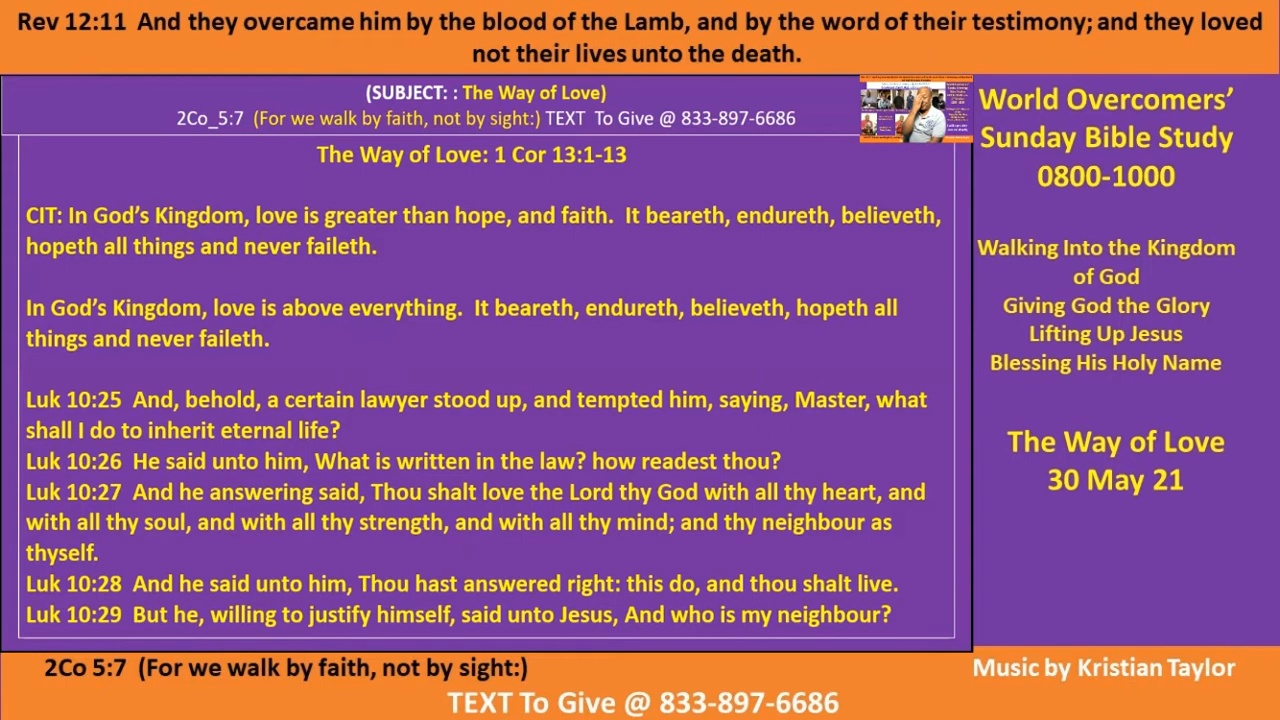 Rev 12:11 And they overcame him by the blood of the Lamb, and by the word of their testimony; and they loved
not their lives unto the death.
(SUBJECT: : The Way of Love)
2Co_5:7 (For we walk by faith, not by sight:) TEXT To Give @ 833-897-6686
The Way of Love: 1 Cor 13:1-13
CIT: In God's Kingdom, love is greater than hope, and faith. It beareth, endureth, believeth,
hopeth all things and never faileth.
In God's Kingdom, love is above everything. It beareth, endureth, believeth, hopeth all
things and never faileth.
Luk 10:25 And, behold, a certain lawyer stood up, and tempted him, saying, Master, what
shall I do to inherit eternal life?
Luk 10:26 He said unto him, What is written in the law? how readest thou?
Luk 10:27 And he answering said, Thou shalt love the Lord thy God with all thy heart, and
with all thy soul, and with all thy strength, and with all thy mind; and thy neighbour as
thyself.
Luk 10:28 And he said unto him, Thou hast answered right: this do, and thou shalt live.
Luk 10:29 But he, willing to justify himself, said unto Jesus, And who is my neighbour?
World Overcomers'
Sunday Bible Study
0800-1000
Walking Into the Kingdom
of God
Giving God the Glory
Lifting Up Jesus
Blessing His Holy Name
The Way of Love
30 May 21
2Co 5:7 (For we walk by faith, not by sight:)
Music by Kristian Taylor
TEXT To Give @ 833-897-6686